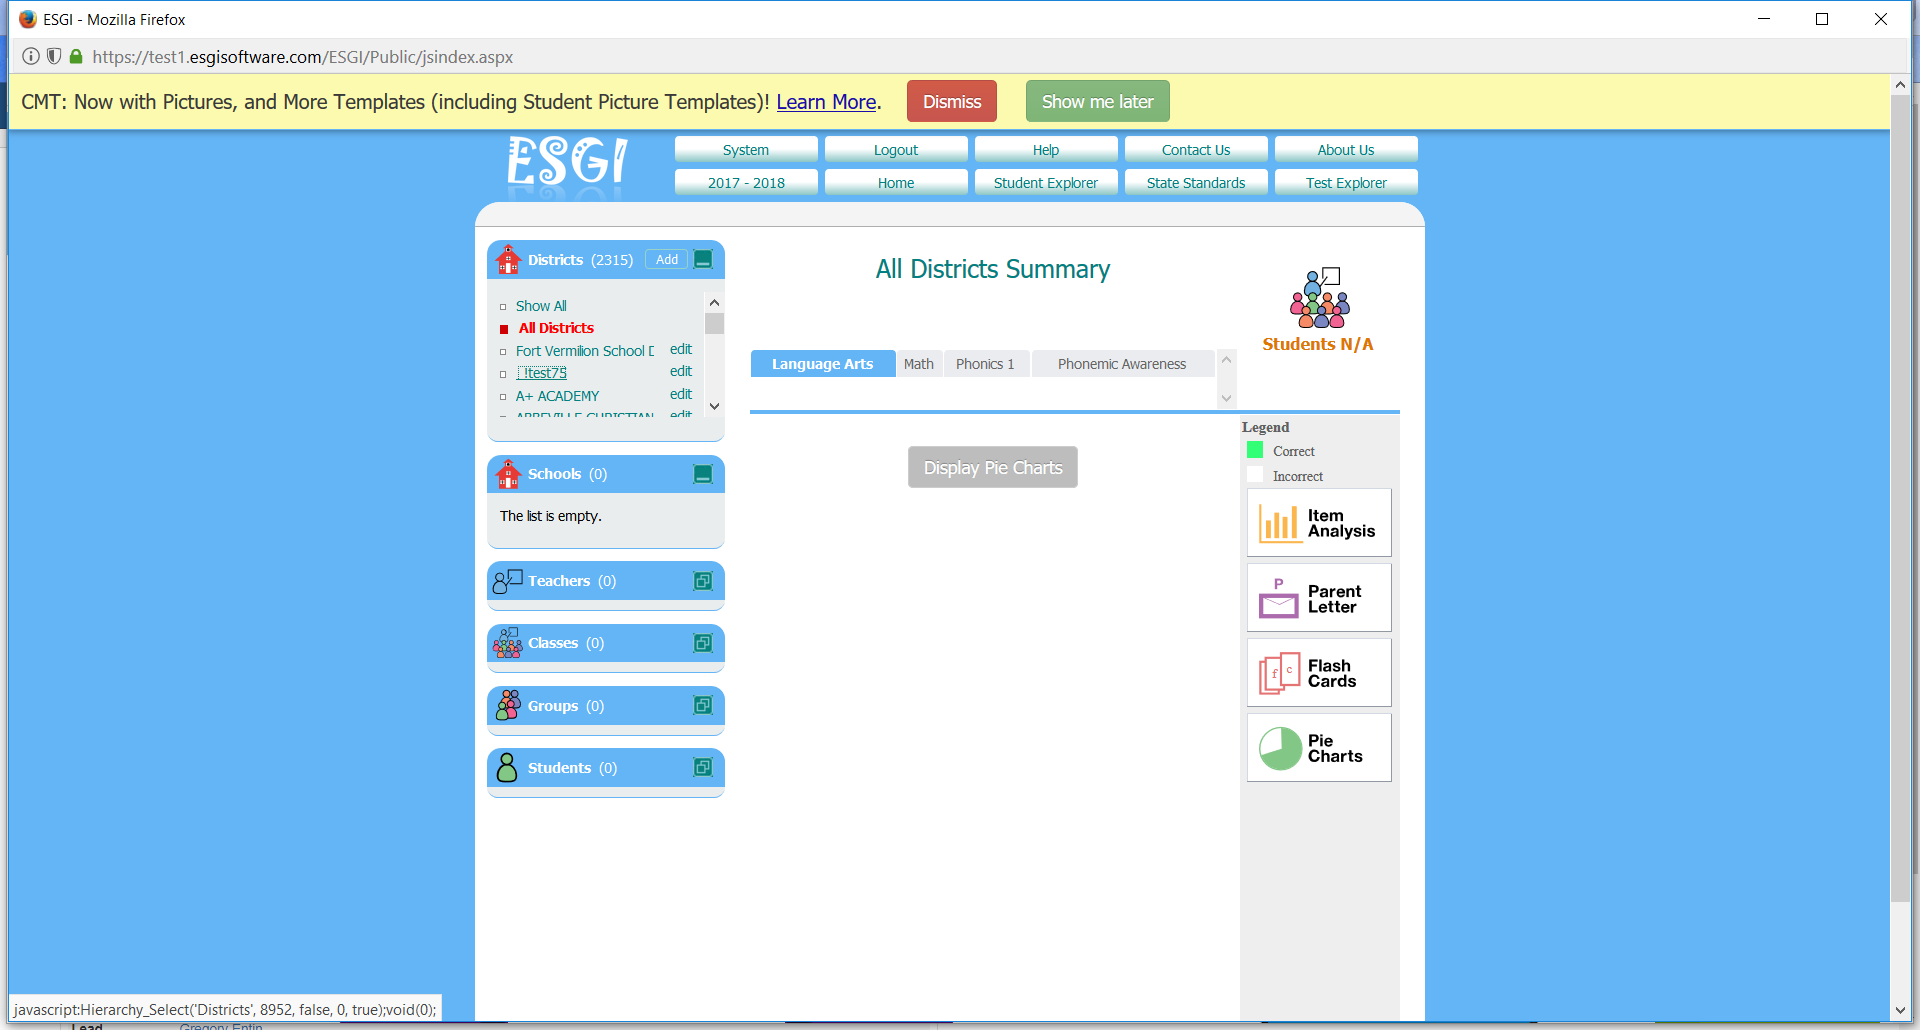 ESGI - Mozilla Firefox
https://test1.esgisoftware.com/ESGI/Public/jsindex.aspx
CMT: Now with Pictures, and More Templates (including Student Picture Templates)! Learn More. Dismiss Show me later
ESGI
System Logout Help Contact Us About Us
2017 - 2018 Home Student Explorer State Standards Test Explorer
Districts (2315) Add
Show All
All Districts
Fort Vermilion School D edit
!test75 edit
A+ ACADEMY edit
ABBEVILLE CHRISTIAN edit
Schools (0)
The list is empty.
Teachers (0)
Classes (0)
Groups (0)
Students (0)
All Districts Summary
Students N/A
Language Arts Math Phonics 1 Phonemic Awareness
Display Pie Charts
Legend
Correct
Incorrect
Item
Analysis
P
Parent
Letter
f c
Flash
Cards
Pie
Charts
javascript:Hierarchy_Select('Districts', 8952, false, 0, true);void(0);
Lead Gregory Entin